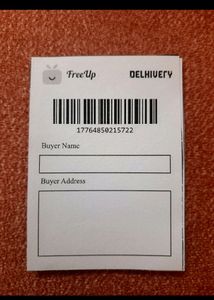 FreeUp DELHIVERY
17764850215722
Buyer Name
Buyer Address